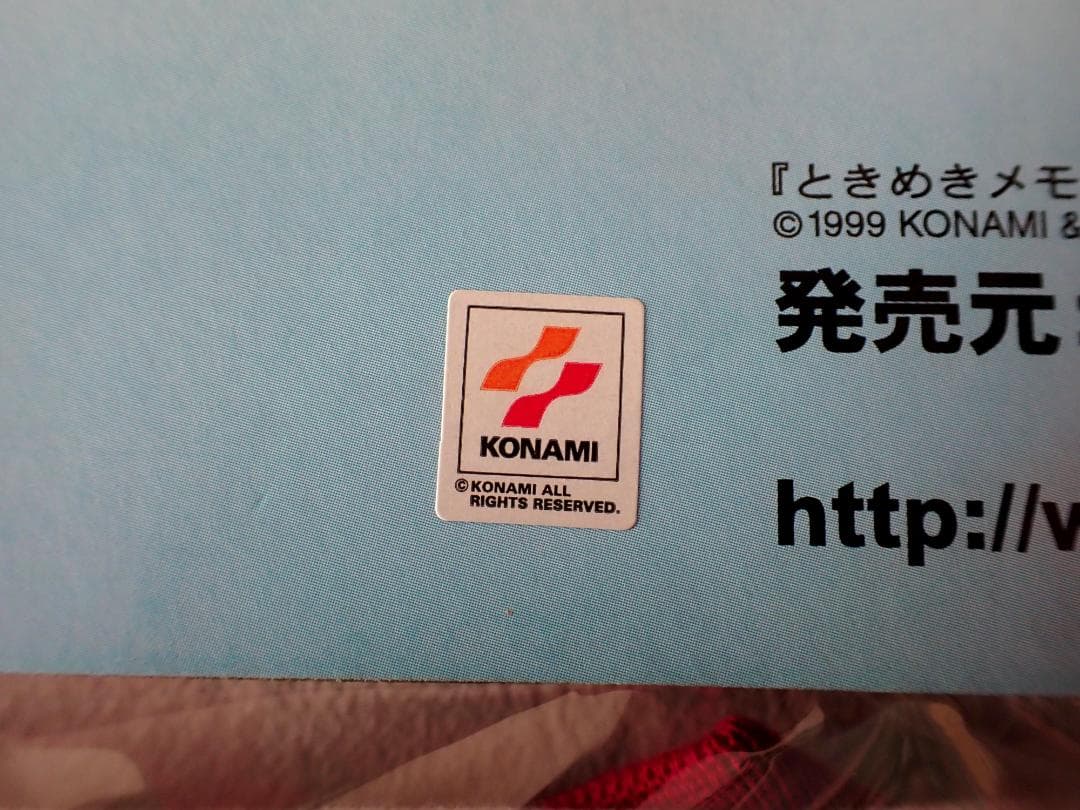 『ときめきメモ
©1999 KONAMI &
発売元
http://w
KONAMI
© KONAMI ALL
RIGHTS RESERVED.